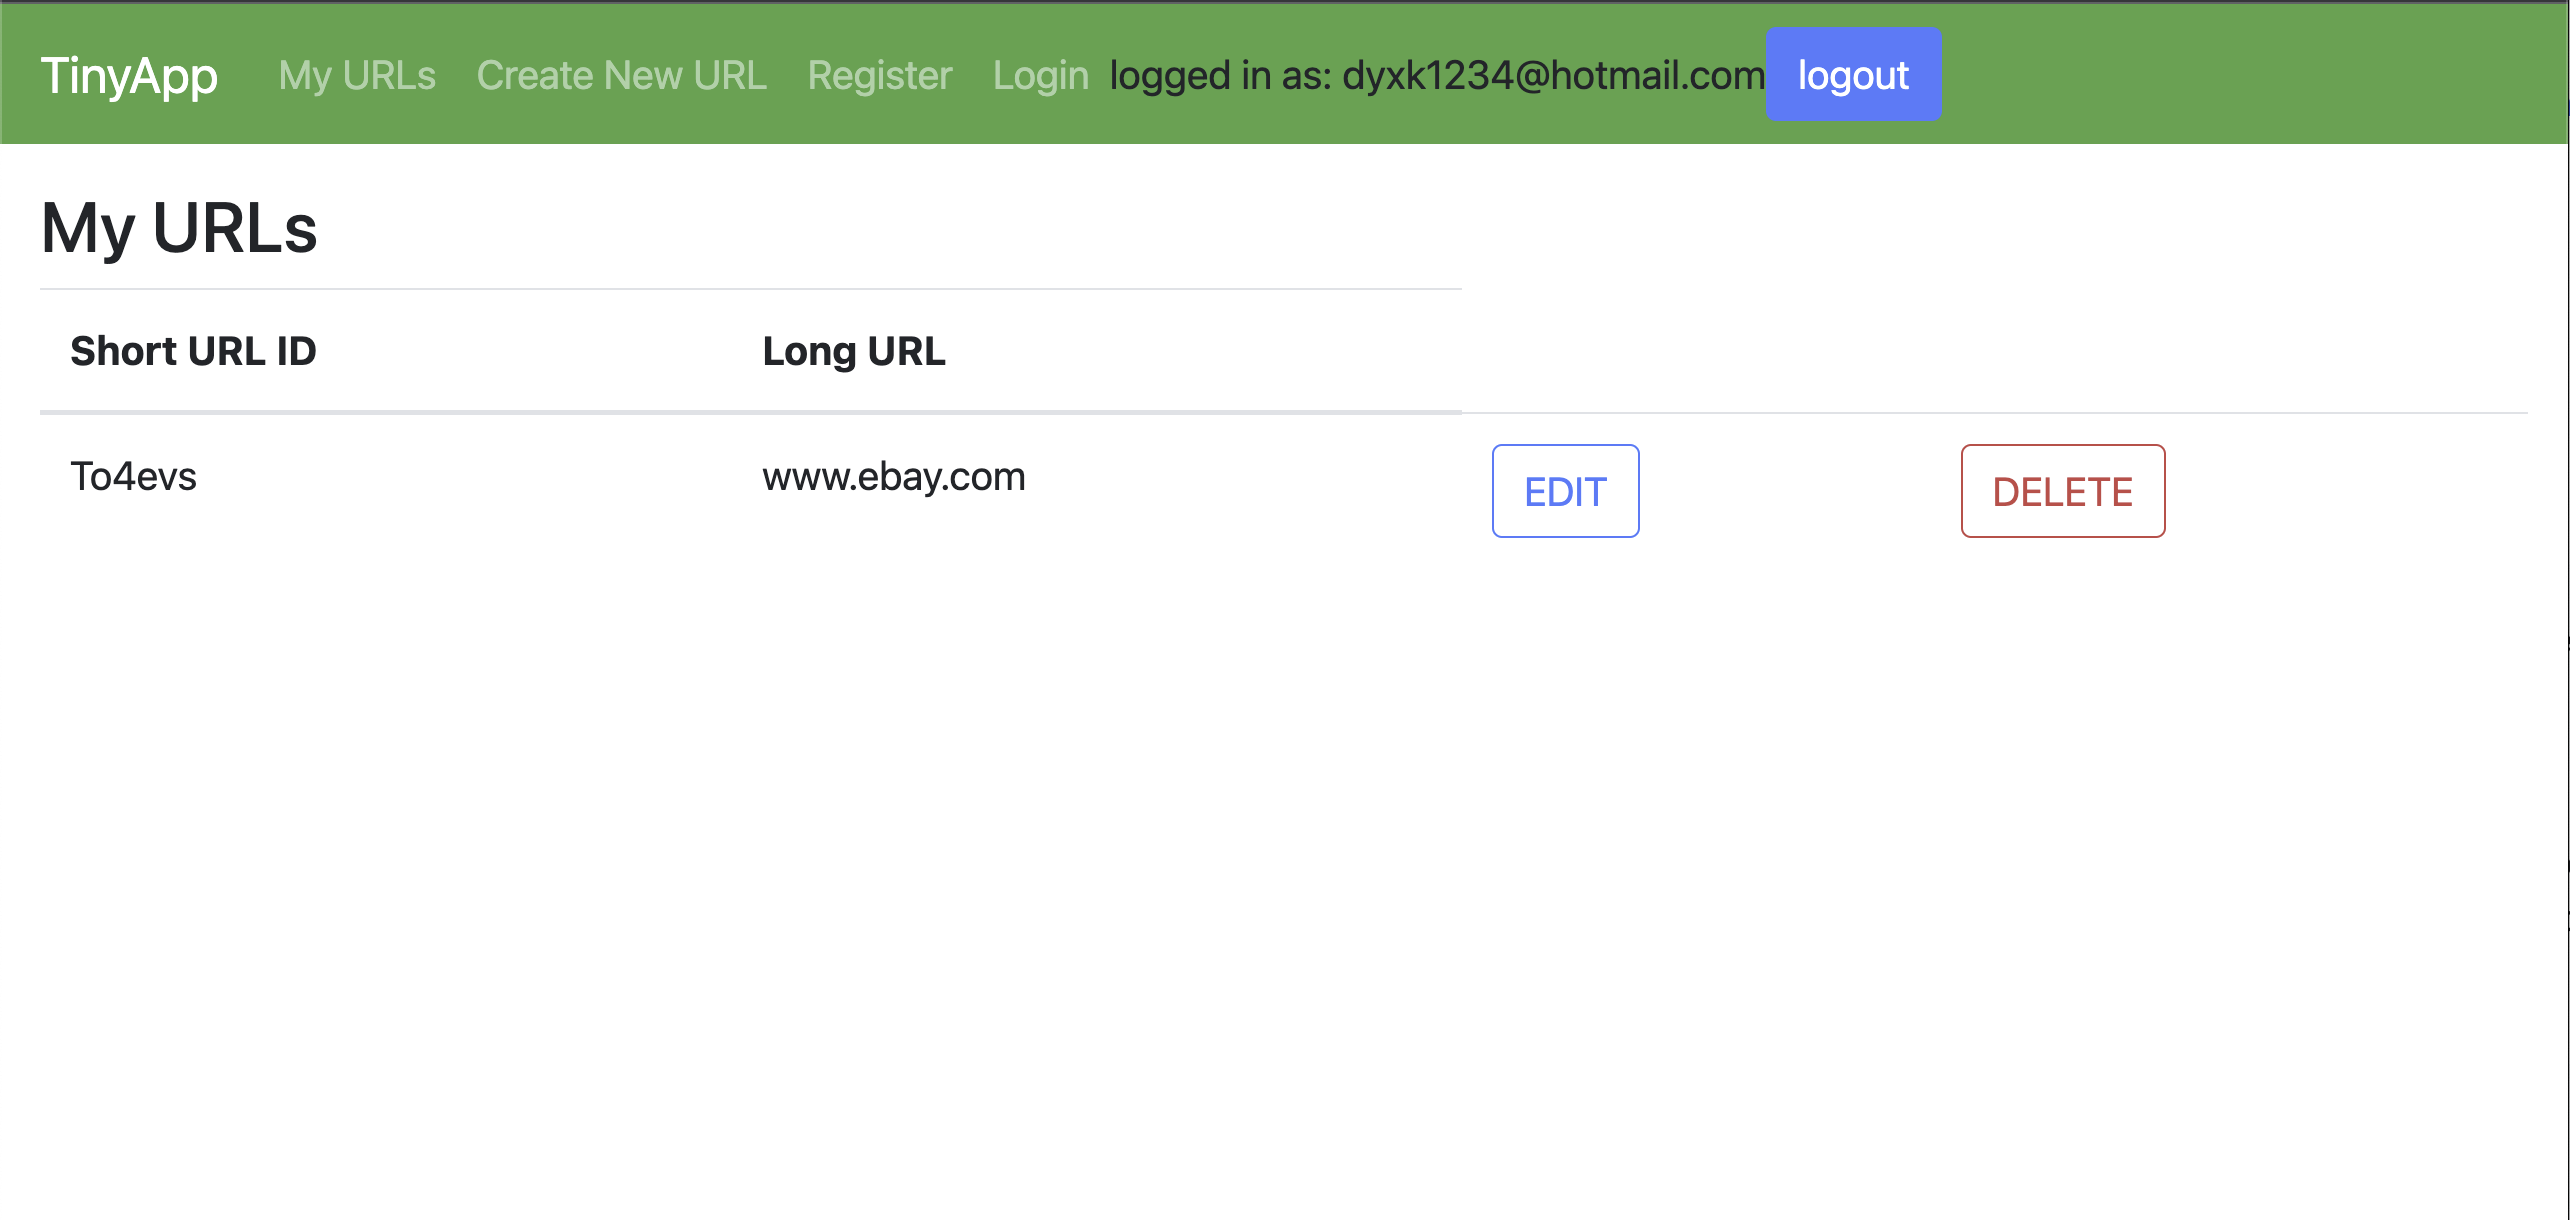 TinyApp My URLs Create New URL Register Login logged in as: dyxk1234@hotmail.com logout
My URLs
Short URL ID Long URL
To4evs www.ebay.com EDIT DELETE